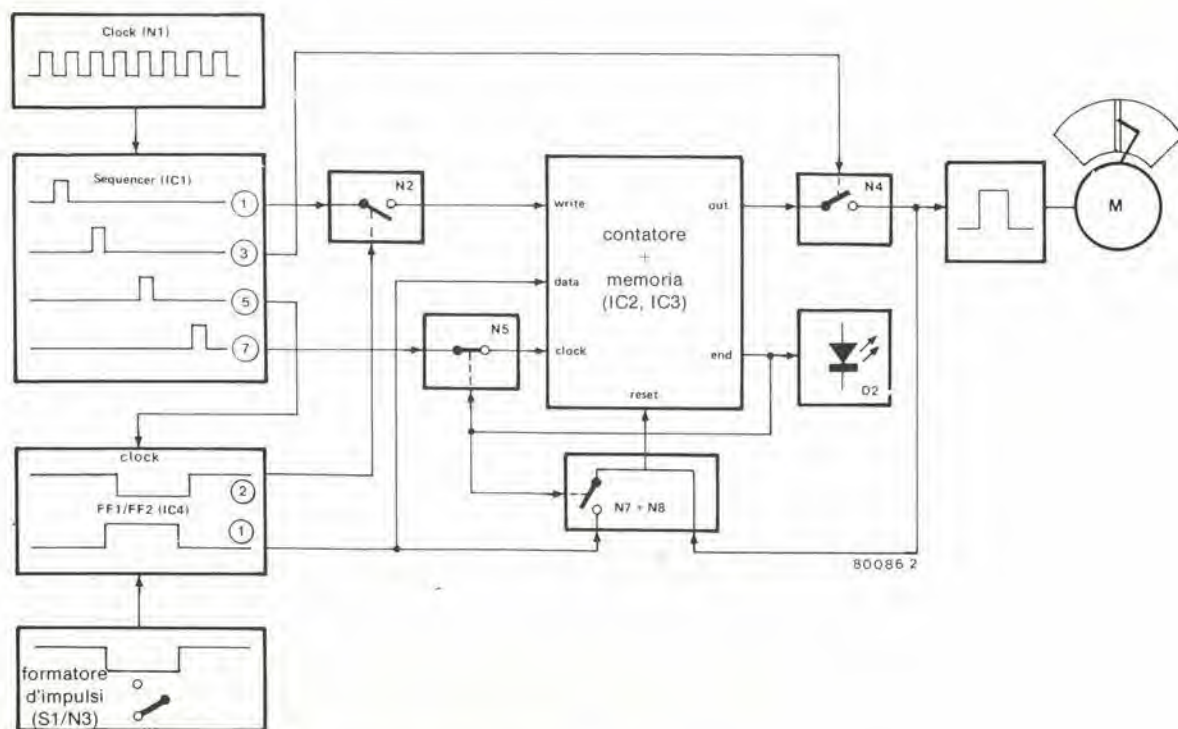 Clock (N1)
Sequencer (IC1)
1
3
5
7
N2
N5
write
data
clock
out
end
reset
contatore
+
memoria
(IC2, IC3)
N4
M
D2
clock
2
FF1/FF2 (IC4)
1
N7 + N8
80086 2
formatore
d'impulsi
(S1/N3)